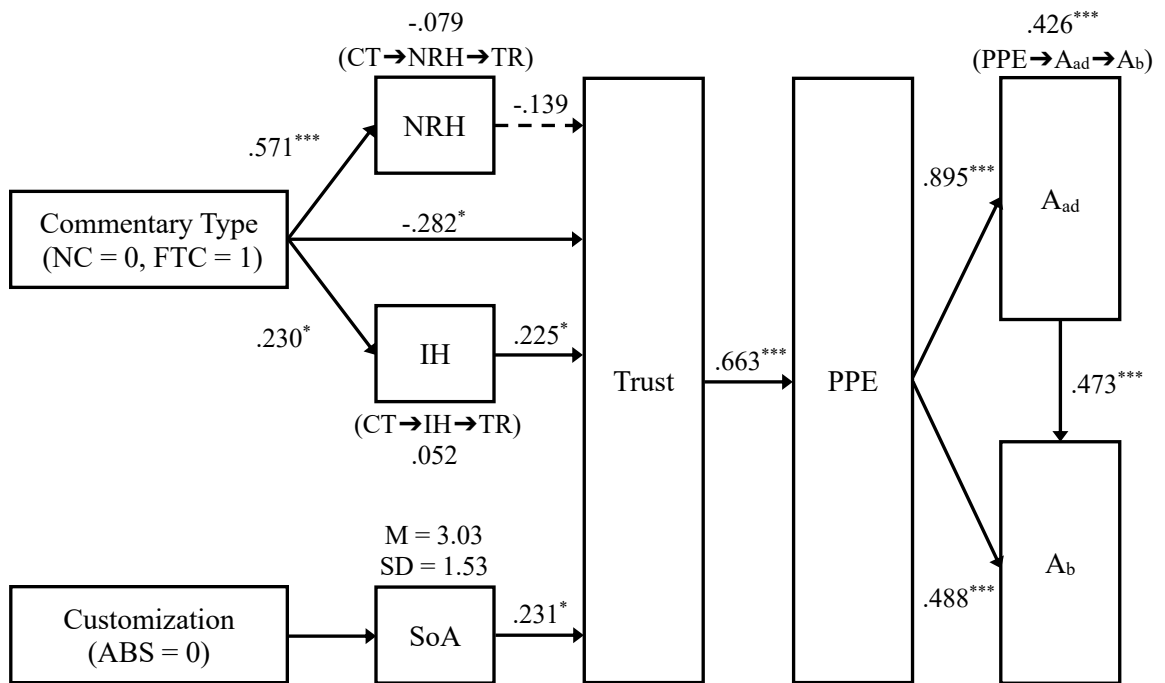 -.079
(CT➔NRH➔TR)
.426***
(PPE➔Aad➔Ab)
NRH
-.139
.571***
.895***
Aad
Commentary Type
(NC = 0, FTC = 1)
-.282*
.230*
IH
.225*
(CT➔IH➔TR)
.052
Trust
.663***
PPE
.473***
M = 3.03
SD = 1.53
Ab
.488***
Customization
(ABS = 0)
SoA
.231*